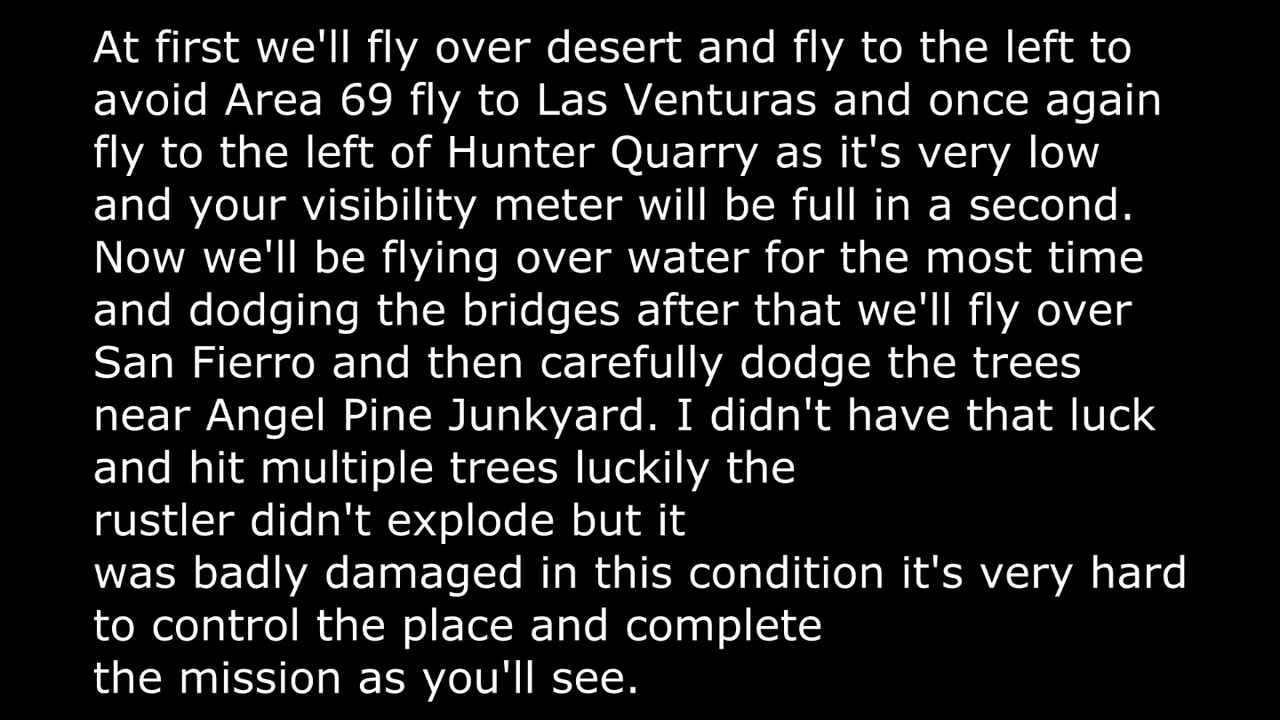 At first we'll fly over desert and fly to the left to
avoid Area 69 fly to Las Venturas and once again
fly to the left of Hunter Quarry as it's very low
and your visibility meter will be full in a second.
Now we'll be flying over water for the most time
and dodging the bridges after that we'll fly over
San Fierro and then carefully dodge the trees
near Angel Pine Junkyard. I didn't have that luck
and hit multiple trees luckily the
rustler didn't explode but it
was badly damaged in this condition it's very hard
to control the place and complete
the mission as you'll see.